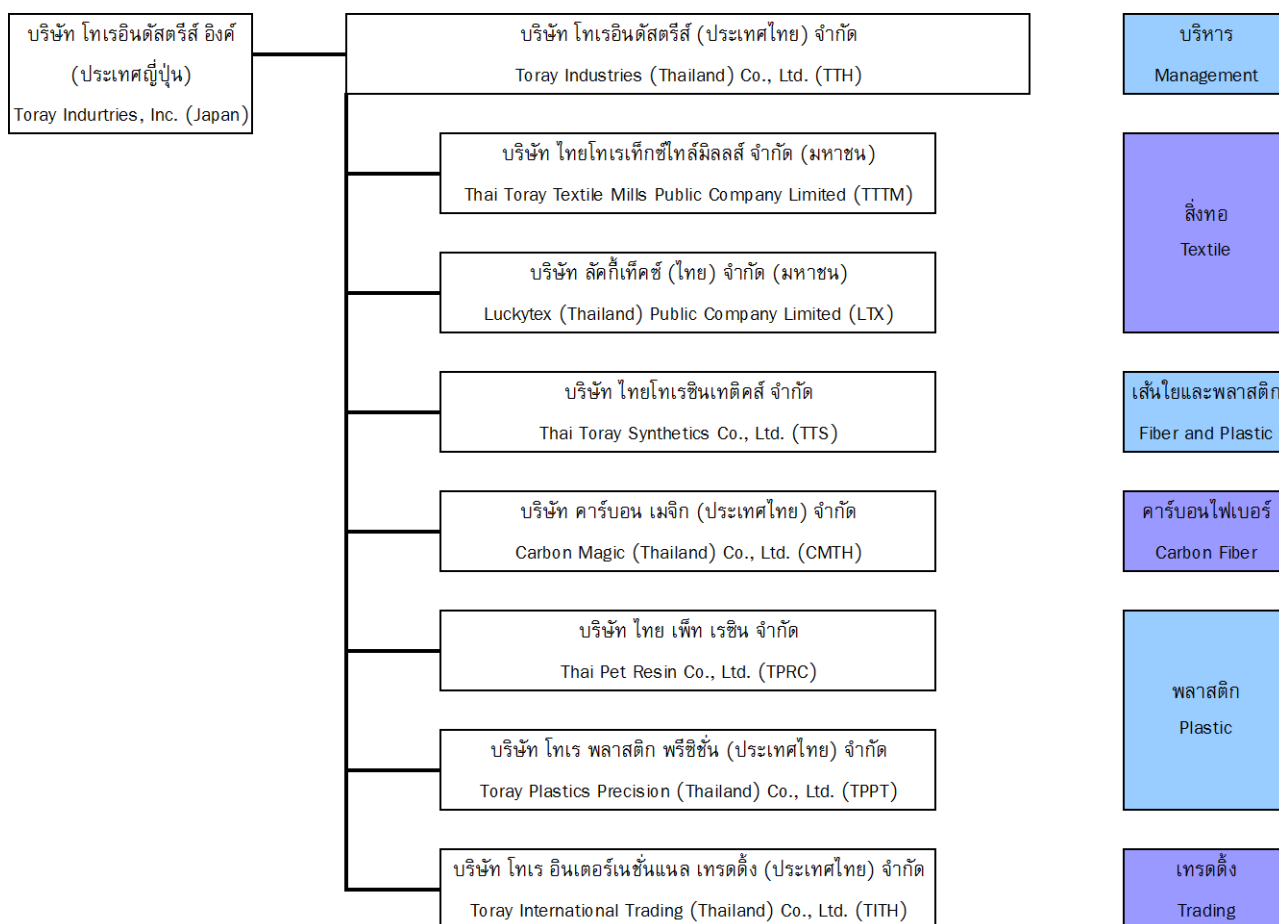 บริษัท โทเรอินดัสตรีส์ อิงค์
(ประเทศญี่ปุ่น)
Toray Indurtries, Inc. (Japan)
บริษัท โทเรอินดัสตรีส์ (ประเทศไทย) จำกัด
Toray Industries (Thailand) Co., Ltd. (TTH)
บริหาร
Management
บริษัท ไทยโทเรเท็กซ์ไทล์มิลลส์ จำกัด (มหาชน)
Thai Toray Textile Mills Public Company Limited (TTTM)
บริษัท ลัคกี้เท็คซ์ (ไทย) จำกัด (มหาชน)
Luckytex (Thailand) Public Company Limited (LTX)
สิ่งทอ
Textile
บริษัท ไทยโทเรซินเทติคส์ จำกัด
Thai Toray Synthetics Co., Ltd. (TTS)
เส้นใยและพลาสติก
Fiber and Plastic
บริษัท คาร์บอน เมจิก (ประเทศไทย) จำกัด
Carbon Magic (Thailand) Co., Ltd. (CMTH)
คาร์บอนไฟเบอร์
Carbon Fiber
บริษัท ไทย เพ็ท เรซิน จำกัด
Thai Pet Resin Co., Ltd. (TPRC)
บริษัท โทเร พลาสติก พรีซิชั่น (ประเทศไทย) จำกัด
Toray Plastics Precision (Thailand) Co., Ltd. (TPPT)
พลาสติก
Plastic
บริษัท โทเร อินเตอร์เนชั่นแนล เทรดดิ้ง (ประเทศไทย) จำกัด
Toray International Trading (Thailand) Co., Ltd. (TITH)
เทรดดิ้ง
Trading